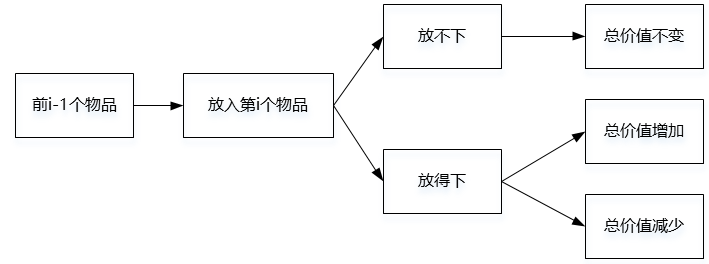 前i-1个物品
放入第i个物品
放不下
总价值不变
放得下
总价值增加
总价值减少